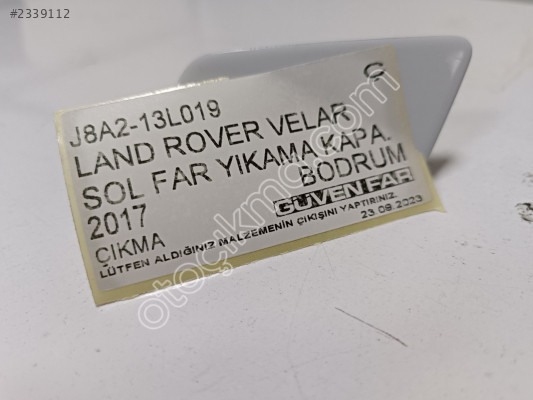 #2339112
C
J8A2-13L019
LAND ROVER VELAR
SOL FAR YIKAMA KAPA.
2017 BODRUM
ÇIKMA GÜVEN FAR
LÜTFEN ALDIĞINIZ MALZEMENİN ÇIKIŞINI YAPTIRINIZ. 23.09.2023
otoçıkma.com